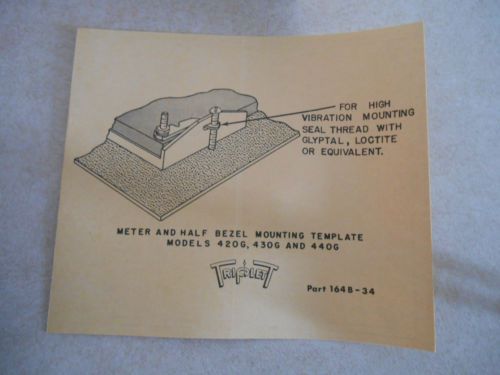 FOR HIGH
VIBRATION MOUNTING
SEAL THREAD WITH
GLYPTAL, LOCTITE
OR EQUIVALENT.
METER AND HALF BEZEL MOUNTING TEMPLATE
MODELS 420G, 430G AND 440G
TRIPLETT
Part 164B-34